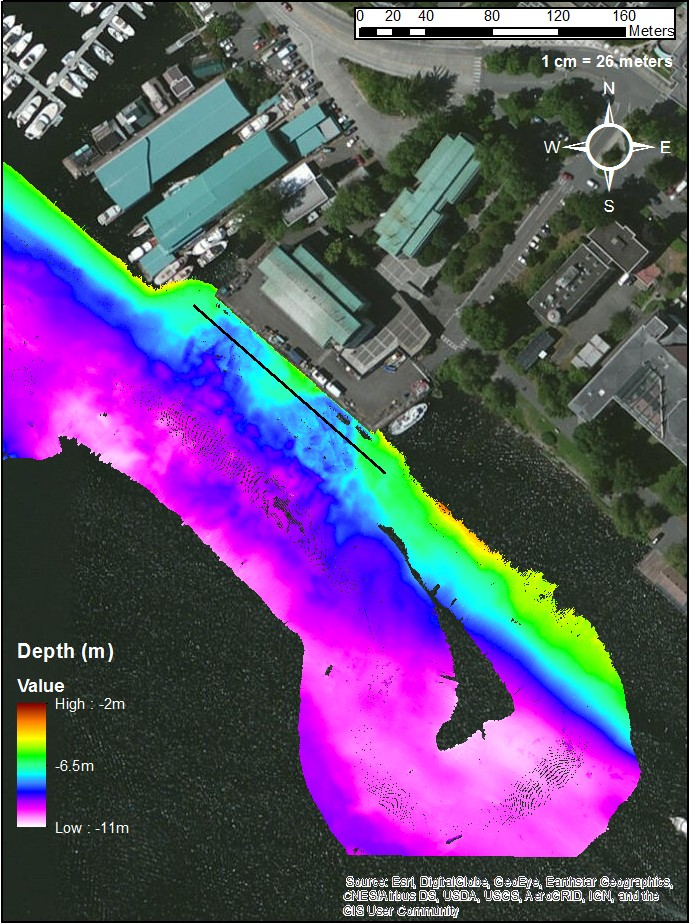 0 20 40 80 120 160
Meters
1 cm = 26 meters
N
W E
S
Depth (m)
Value
High : -2m
-6.5m
Low : -11m
Source: Esri, DigitalGlobe, GeoEye, Earthstar Geographics,
CNES/Airbus DS, USDA, USGS, AeroGRID, IGN, and the
GIS User Community